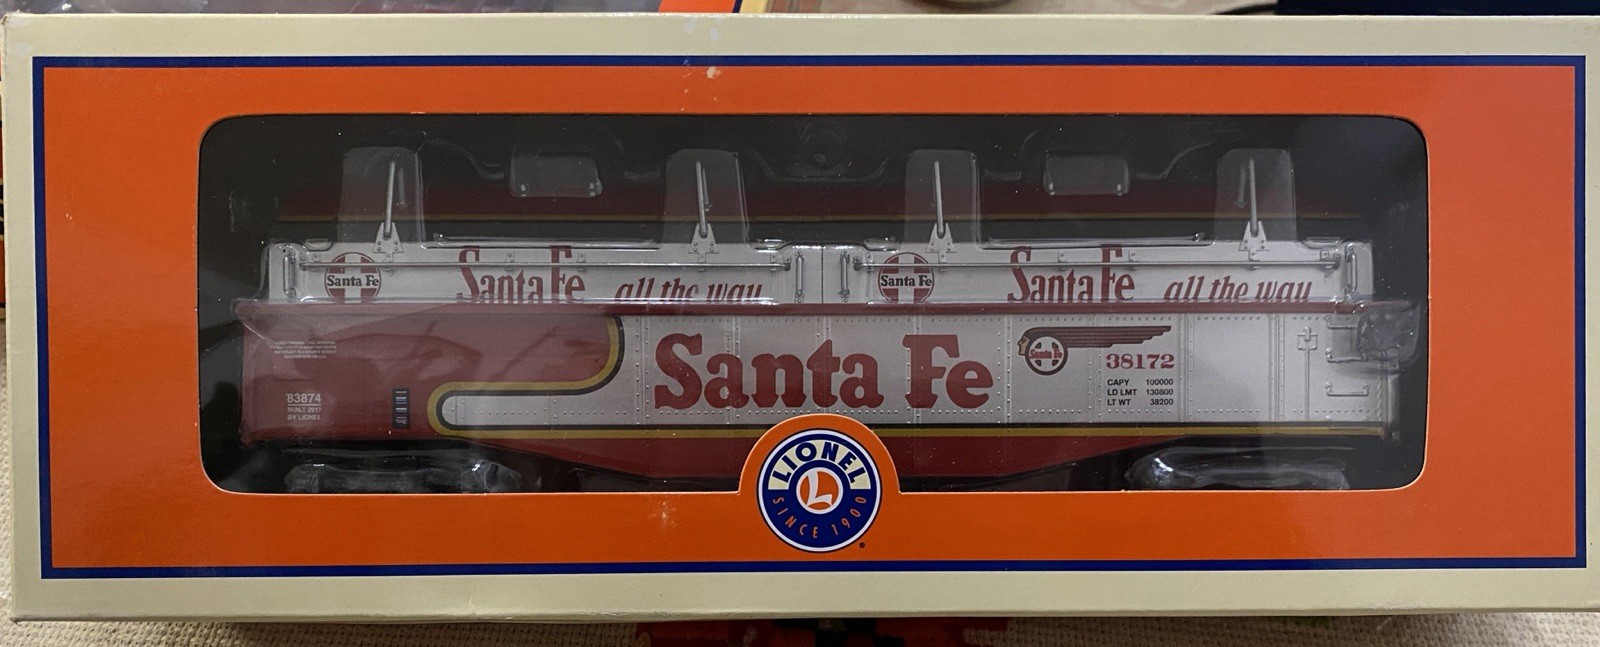 Santa Fe
Santa Fe
all the way
Santa Fe
Santa Fe
all the way
Santa Fe
Santa Fe
38172
CAPY 100000
LD LMT 130800
LT WT 38200
83874
BUILT 2017
BY LIONEL
LIONEL
L
SINCE 1900